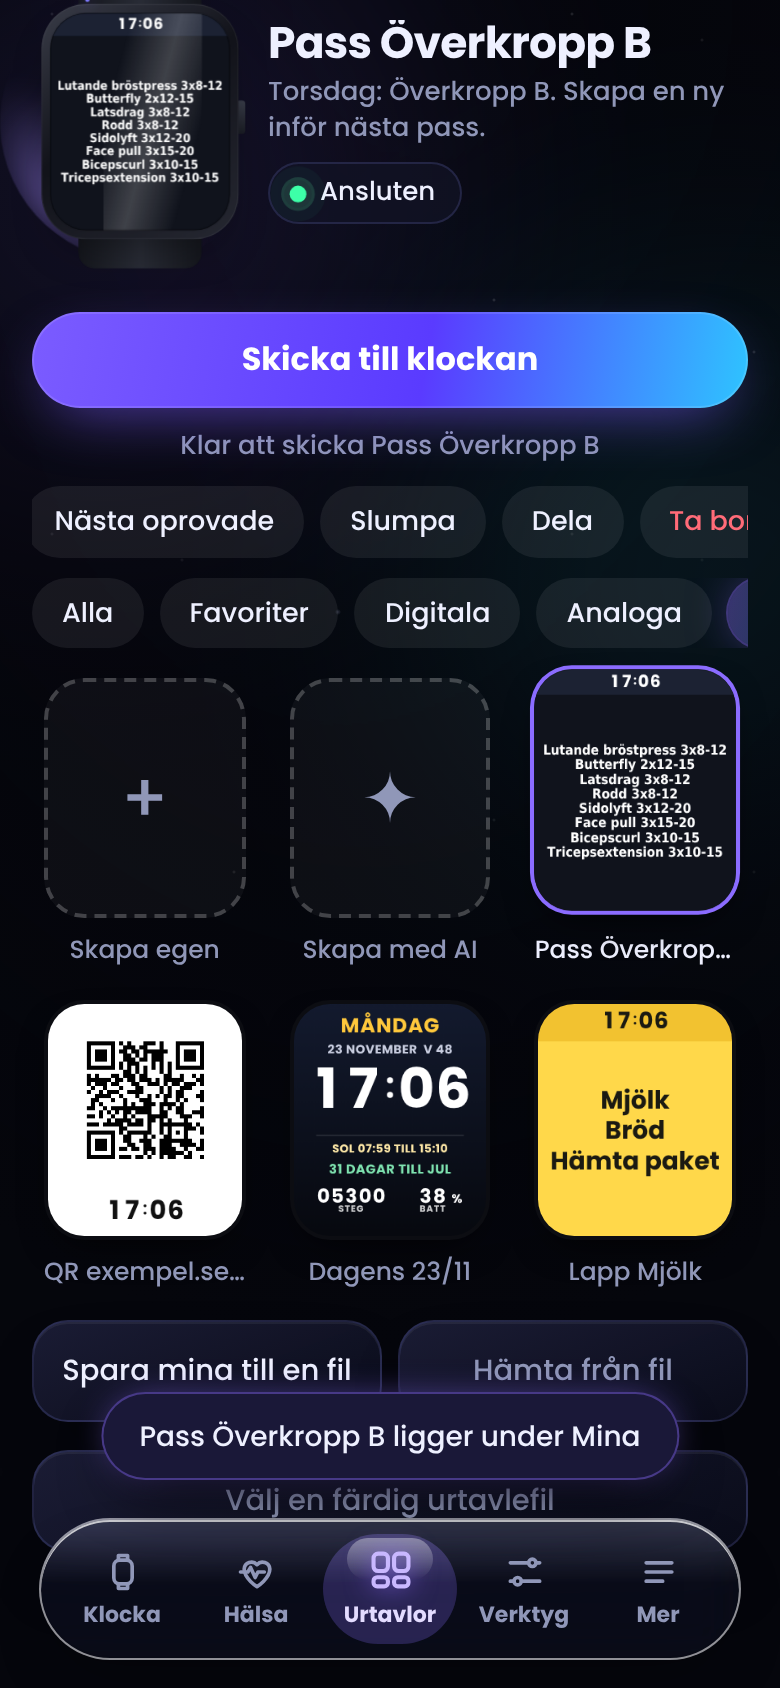 17:06
Lutande bröstpress 3x8-12
Butterfly 2x12-15
Latsdrag 3x8-12
Rodd 3x8-12
Sidolyft 3x12-20
Face pull 3x15-20
Bicepscurl 3x10-15
Tricepsextension 3x10-15
Pass Överkropp B
Torsdag: Överkropp B. Skapa en ny
inför nästa pass.
Ansluten
Skicka till klockan
Klar att skicka Pass Överkropp B
Nästa oprovade
Slumpa
Dela
Ta bor
Alla
Favoriter
Digitala
Analoga
Skapa egen
Skapa med AI
17:06
Lutande bröstpress 3x8-12
Butterfly 2x12-15
Latsdrag 3x8-12
Rodd 3x8-12
Sidolyft 3x12-20
Face pull 3x15-20
Bicepscurl 3x10-15
Tricepsextension 3x10-15
Pass Överkrop...
17:06
QR exempel.se...
MÅNDAG
23 NOVEMBER V 48
17:06
SOL 07:59 TILL 15:10
31 DAGAR TILL JUL
05300
STEG
38 %
BATT
Dagens 23/11
17:06
Mjölk
Bröd
Hämta paket
Lapp Mjölk
Spara mina till en fil
Hämta från fil
Pass Överkropp B ligger under Mina
Välj en färdig urtavlefil
Klocka
Hälsa
Urtavlor
Verktyg
Mer